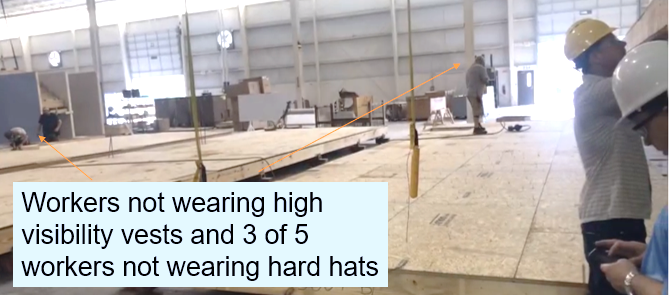 Workers not wearing high
visibility vests and 3 of 5
workers not wearing hard hats